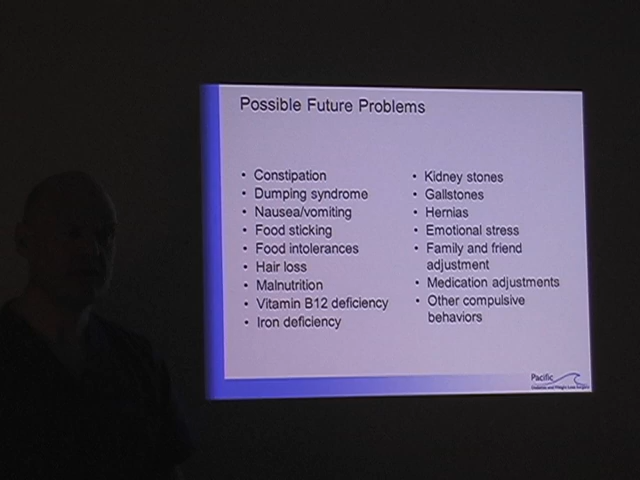 Possible Future Problems
• Constipation
• Dumping syndrome
• Nausea/vomiting
• Food sticking
• Food intolerances
• Hair loss
• Malnutrition
• Vitamin B12 deficiency
• Iron deficiency
• Kidney stones
• Gallstones
• Hernias
• Emotional stress
• Family and friend
adjustment
• Medication adjustments
• Other compulsive
behaviors
Pacific